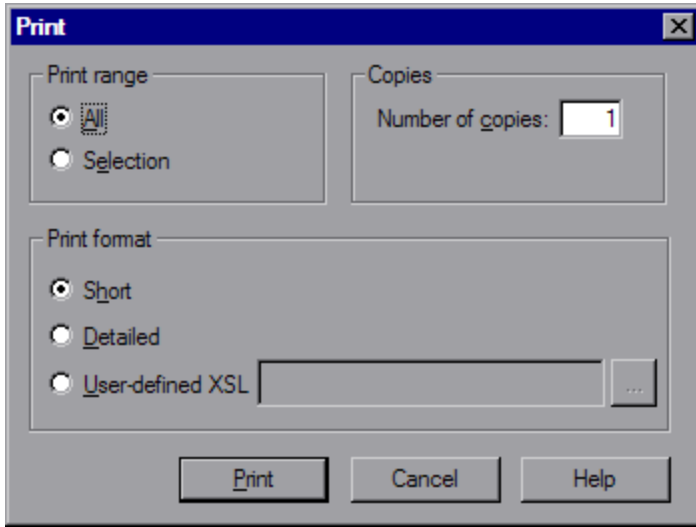 Print
Print range
All
Selection
Copies
Number of copies: 1
Print format
Short
Detailed
User-defined XSL ...
Print Cancel Help